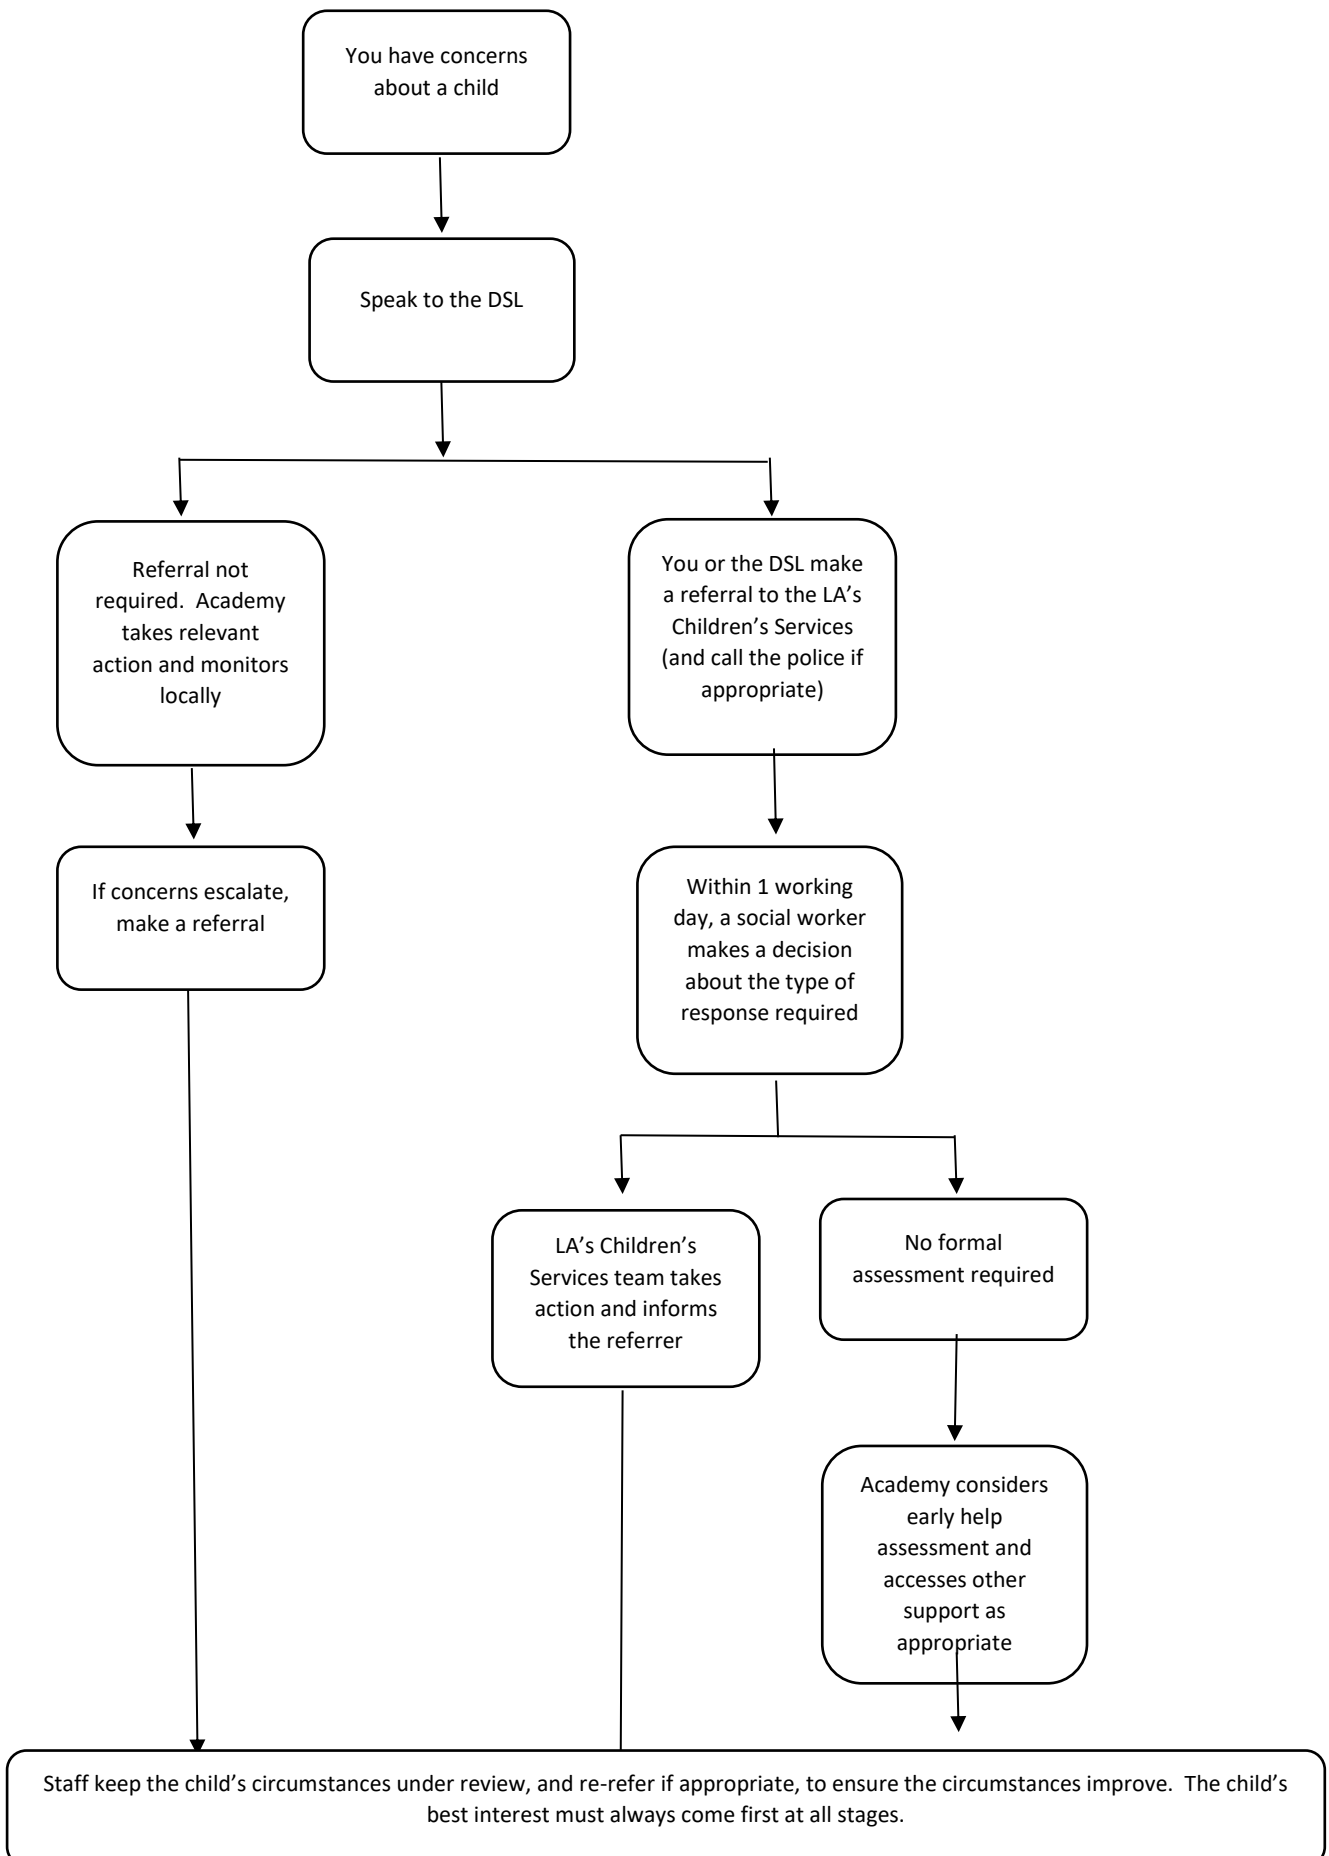 You have concerns
about a child
Speak to the DSL
Referral not
required.  Academy
takes relevant
action and monitors
locally
You or the DSL make
a referral to the LA’s
Children’s Services
(and call the police if
appropriate)
If concerns escalate,
make a referral
Within 1 working
day, a social worker
makes a decision
about the type of
response required
LA’s Children’s
Services team takes
action and informs
the referrer
No formal
assessment required
Academy considers
early help
assessment and
accesses other
support as
appropriate
Staff keep the child’s circumstances under review, and re-refer if appropriate, to ensure the circumstances improve.  The child’s
best interest must always come first at all stages.